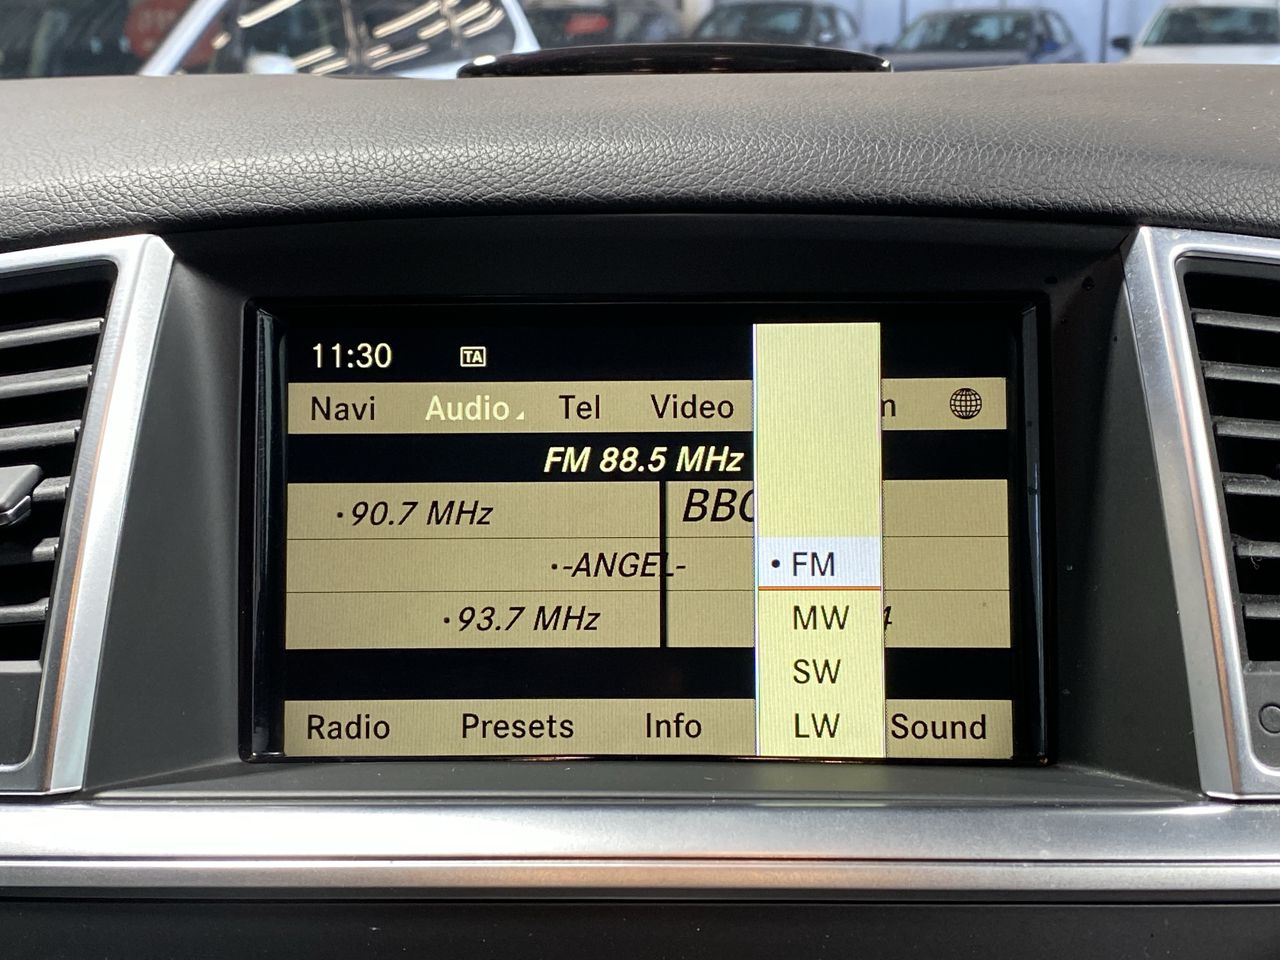 11:30 TA
Navi Audio Tel Video
FM 88.5 MHz
·90.7 MHz
·-ANGEL-
·93.7 MHz
• FM
MW
SW
LW
Radio Presets Info Sound